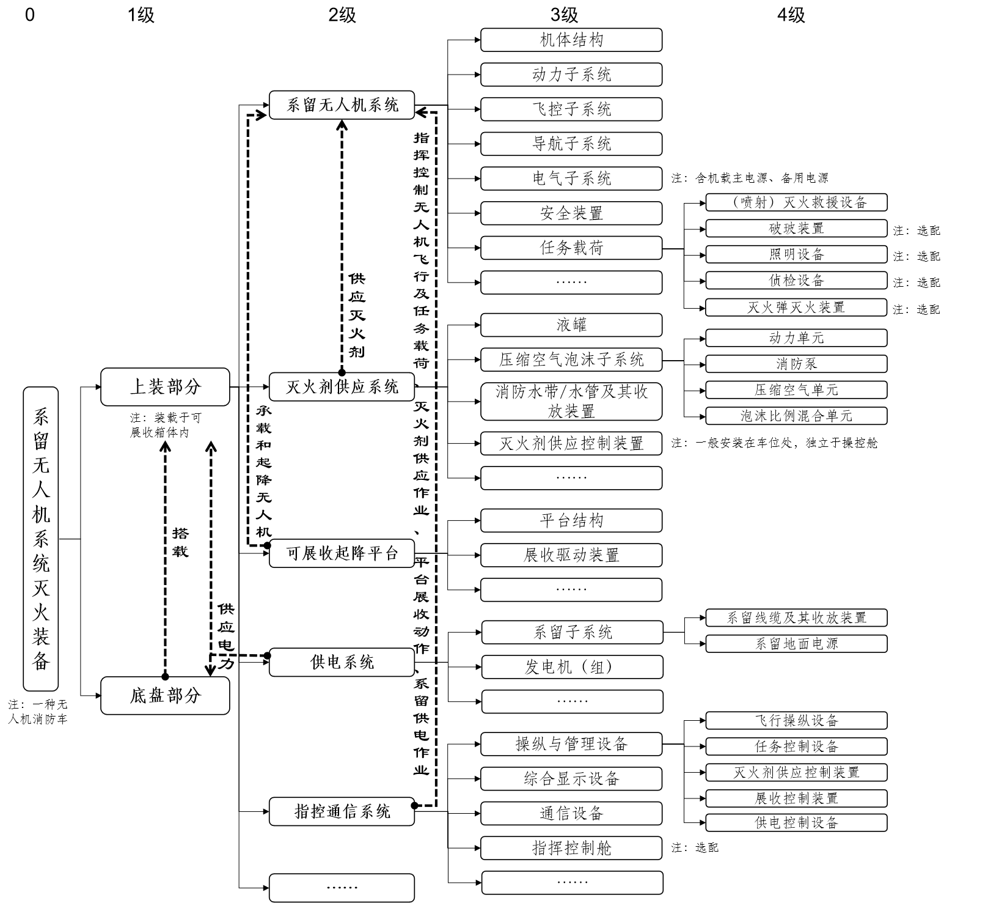 0
1级
2级
3级
4级
系留无人机系统灭火装备
注：一种无
人机消防车
上装部分
注：装载于可
展收箱体内
底盘部分
搭载
供应电力
系留无人机系统
灭火剂供应系统
可展收起降平台
供电系统
指控通信系统
……
承载和起降无人机
供应灭火剂
指挥控制无人机飞行及任务载荷、灭火剂供应作业、平台展收动作、系留供电作业
机体结构
动力子系统
飞控子系统
导航子系统
电气子系统
注：含机载主电源、备用电源
安全装置
任务载荷
……
（喷射）灭火救援设备
破玻装置
注：选配
照明设备
注：选配
侦检设备
注：选配
灭火弹灭火装置
注：选配
液罐
压缩空气泡沫子系统
消防水带/水管及其收
放装置
灭火剂供应控制装置
注：一般安装在车位处，独立于操控舱
……
动力单元
消防泵
压缩空气单元
泡沫比例混合单元
平台结构
展收驱动装置
……
系留子系统
发电机（组）
……
系留线缆及其收放装置
系留地面电源
操纵与管理设备
综合显示设备
通信设备
指挥控制舱
注：选配
……
飞行操纵设备
任务控制设备
灭火剂供应控制装置
展收控制装置
供电控制设备